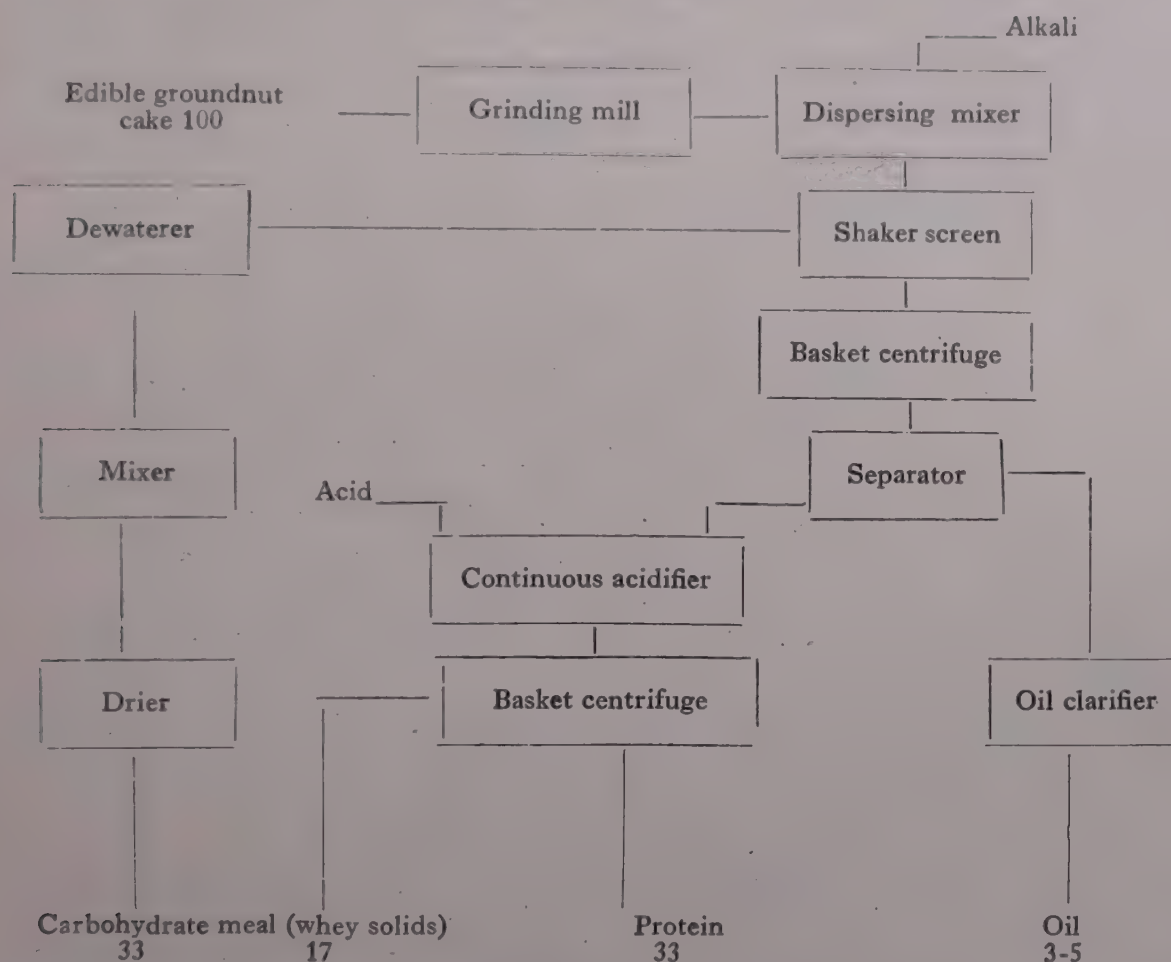 Alkali
Edible groundnut
cake 100
Grinding mill
Dispersing mixer
Dewaterer
Shaker screen
Basket centrifuge
Mixer
Acid
Separator
Continuous acidifier
Drier
Basket centrifuge
Oil clarifier
Carbohydrate meal (whey solids)
Protein
Oil
33
17
33
3-5